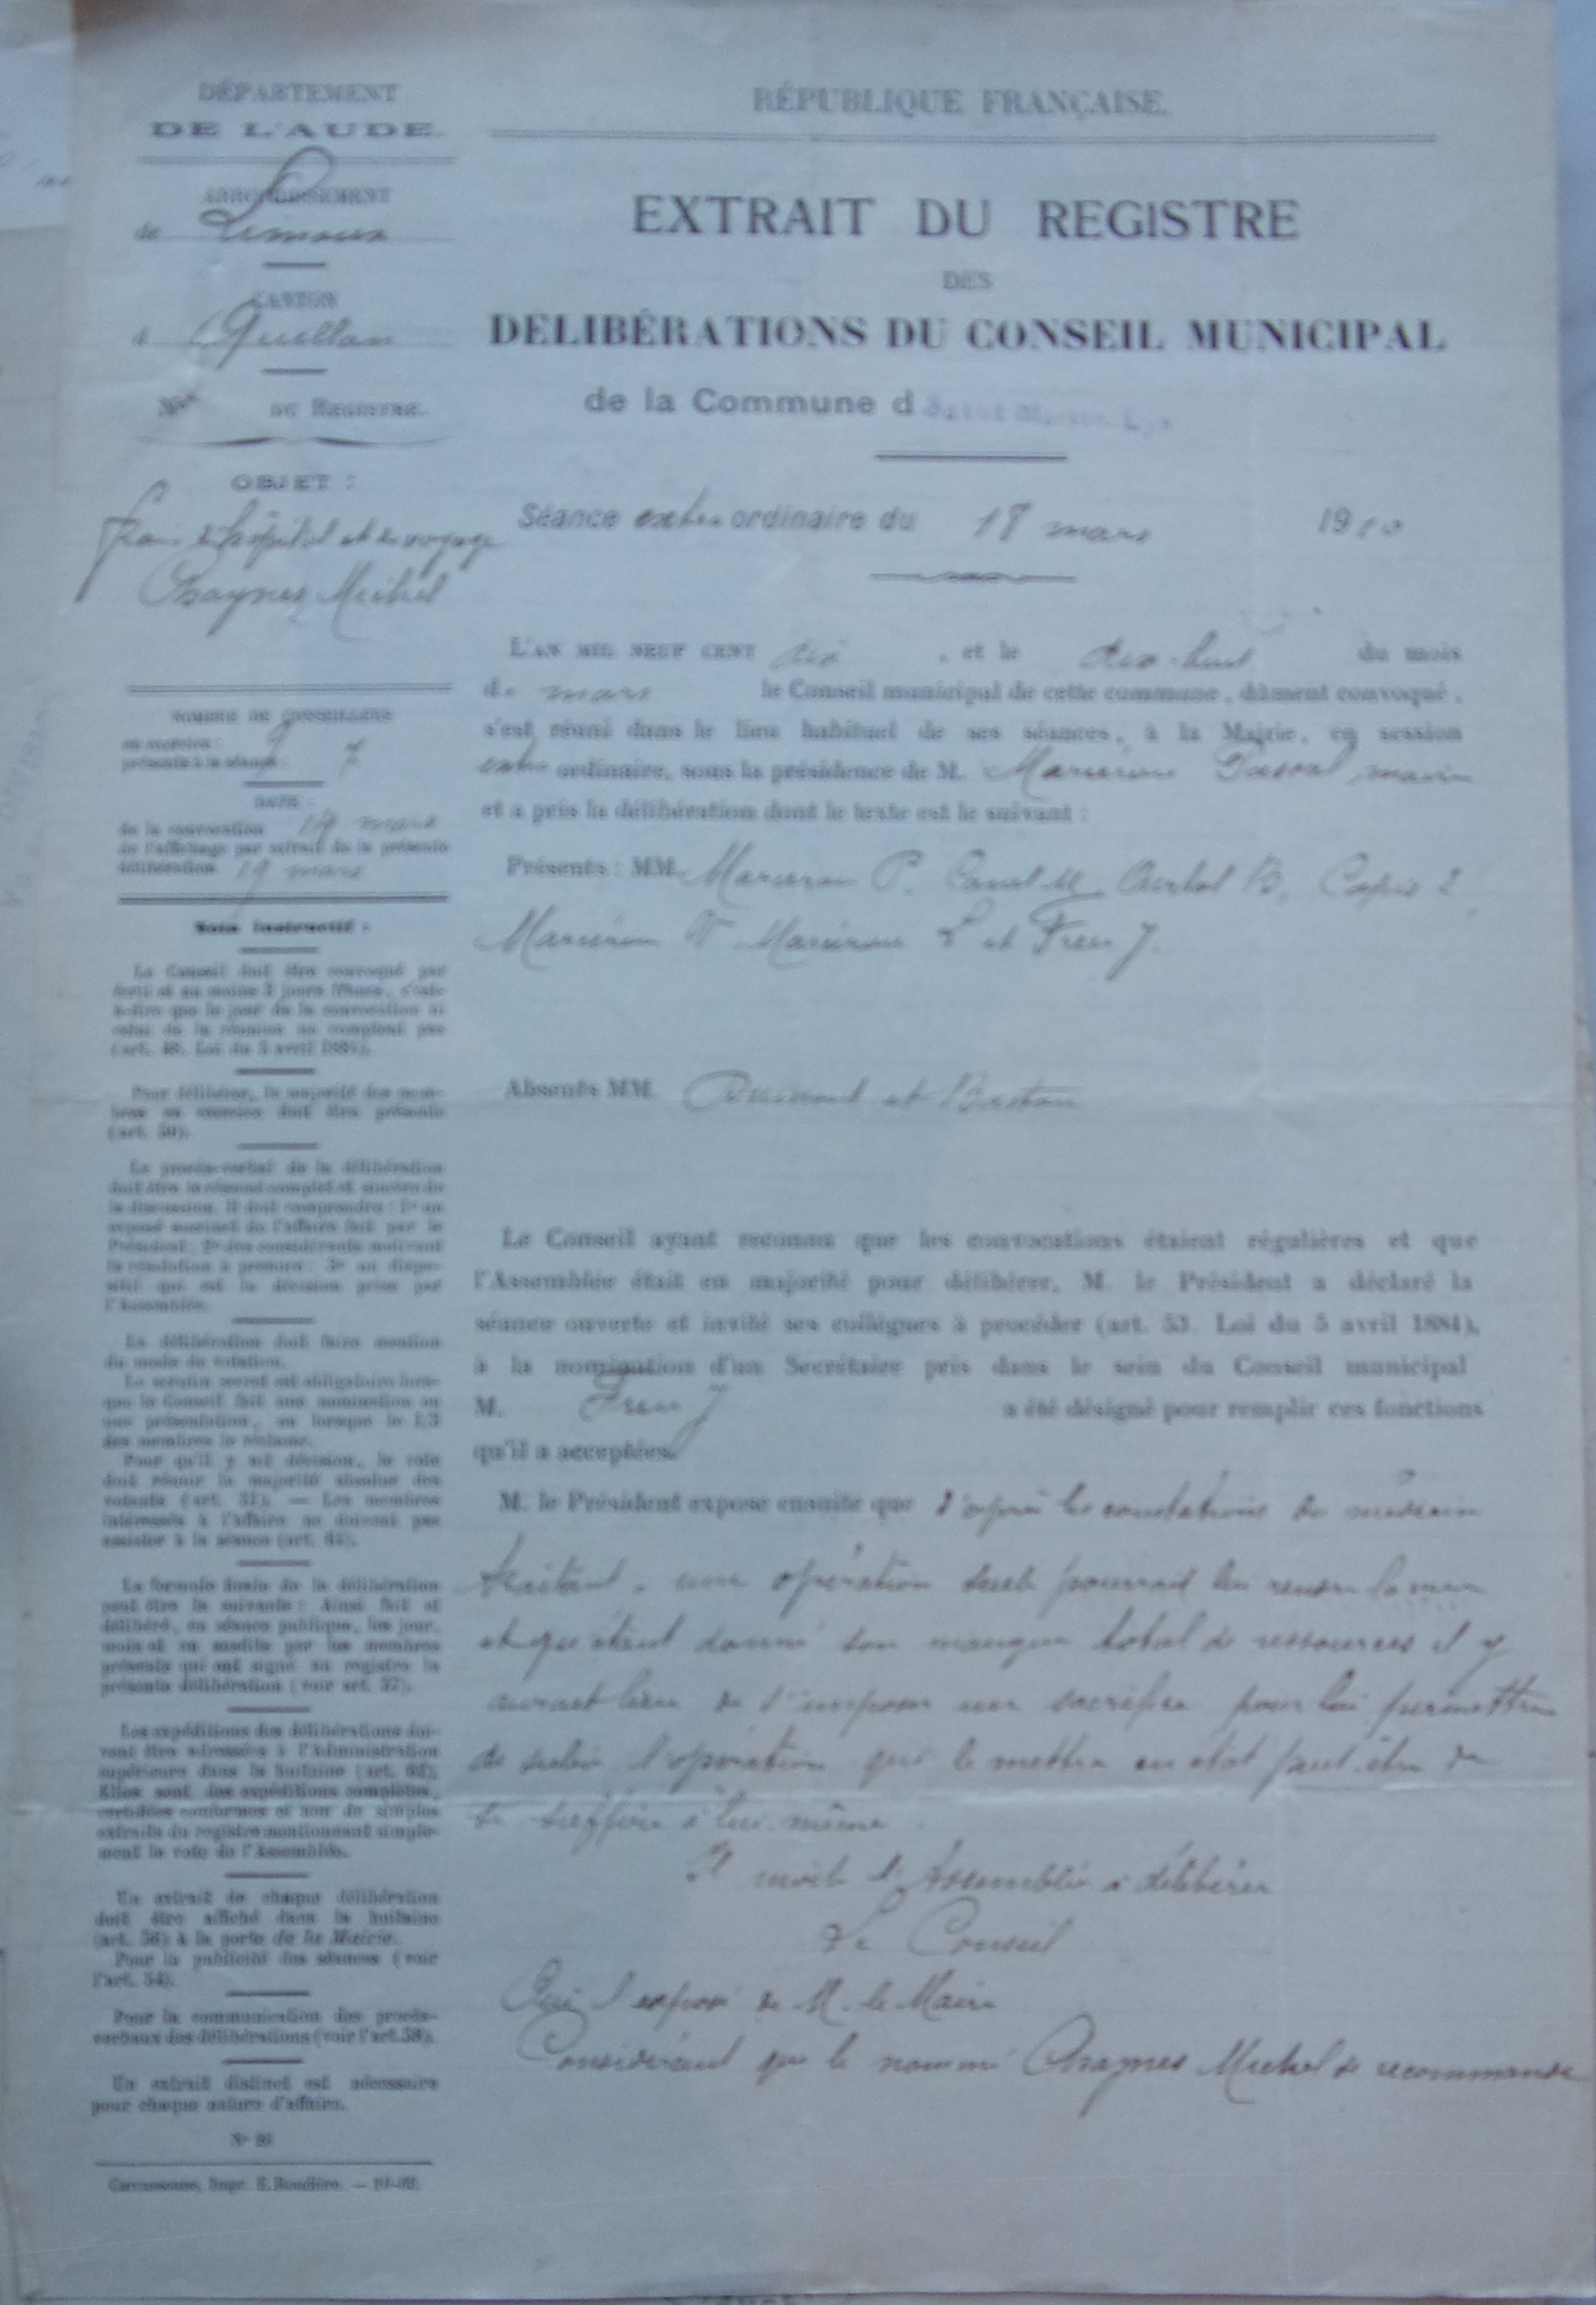 DÉPARTEMENT
DE L'AUDE.
ARRONDISSEMENT
de Limoux
CANTON
d Quillan
No DU REGISTRE.
OBJET :
frais d'hôpital et de voyage
Chaynes Michel
NOMBRE DE CONSEILLERS
en exercice : 9
présents à la séance : 7
DATE :
de la convocation 14 mars
de l'affichage par extrait de la présente
délibération 19 mars
Note instructif :
Le Conseil doit être convoqué par
écrit et au moins 3 jours francs, c'est-
à-dire que le jour de la convocation ni
celui de la réunion ne comptent pas
(art. 48. Loi du 5 avril 1884).
Pour délibérer, la majorité des mem-
bres en exercice doit être présente
(art. 50).
Le procès-verbal de la délibération
doit être le résumé complet et sincère de
la discussion. Il doit comprendre : 1° un
exposé succinct de l'affaire fait par le
Président ; 2° des considérants motivant
la résolution à prendre ; 3° un dispo-
sitif qui est la décision prise par
l'Assemblée.
La délibération doit faire mention
du mode de votation.
Le scrutin secret est obligatoire lors-
que le Conseil fait une nomination ou
une présentation, ou lorsque le 1/3
des membres le réclame.
Pour qu'il y ait décision, le vote
doit réunir la majorité absolue des
votants (art. 51). — Les membres
intéressés à l'affaire ne doivent pas
assister à la séance (art. 64).
La formule finale de la délibération
peut être la suivante : Ainsi fait et
délibéré, en séance publique, les jour,
mois et an susdits par les membres
présents qui ont signé au registre la
présente délibération (voir art. 57).
Les expéditions des délibérations doi-
vent être adressées à l'Administration
supérieure dans la huitaine (art. 62).
Elles sont des expéditions complètes,
certifiées conformes et non de simples
extraits du registre mentionnant simple-
ment le vote de l'Assemblée.
Un extrait de chaque délibération
doit être affiché dans la huitaine
(art. 56) à la porte de la Mairie.
Pour la publicité des séances (voir
l'art. 54).
Pour la communication des procès-
verbaux des délibérations (voir l'art. 58).
Un extrait distinct est nécessaire
pour chaque nature d'affaire.
Carcassonne, Impr.
RÉPUBLIQUE FRANÇAISE.
EXTRAIT DU REGISTRE
DES
DÉLIBÉRATIONS DU CONSEIL MUNICIPAL
de la Commune d Saint Martin Lys
Séance extra ordinaire du 18 mars 1910
L'AN MIL NEUF CENT dix , et le dix-huit du mois
de mars le Conseil municipal de cette commune, dûment convoqué,
s'est réuni dans le lieu habituel de ses séances, à la Mairie, en session
extra ordinaire, sous la présidence de M. Marceron Pascal maire
et a pris la délibération dont le texte est le suivant :
Présents : MM. Marceron P.
Marceron V Marceron L et Freu J.
Absents MM.
Le Conseil ayant reconnu que les convocations étaient régulières et que
l'Assemblée était en majorité pour délibérer, M. le Président a déclaré la
séance ouverte et invité ses collègues à procéder (art. 53. Loi du 5 avril 1884),
à la nomination d'un Secrétaire pris dans le sein du Conseil municipal
M. Freu J a été désigné pour remplir ces fonctions
qu'il a acceptées.
M. le Président expose ensuite que d'après les constatations du médecin
traitant, une opération seule pourrait lui rendre la vue
et qu'étant donné son manque total de ressources il y
aurait lieu de s'imposer un sacrifice pour lui permettre
de subir l'opération qui le mettra en état peut-être de
se suffire à lui-même.
Il invite l'Assemblée à délibérer
Le Conseil
Ouï l'exposé de M. le Maire
Considérant que le nommé Chaynes Michel se recommande